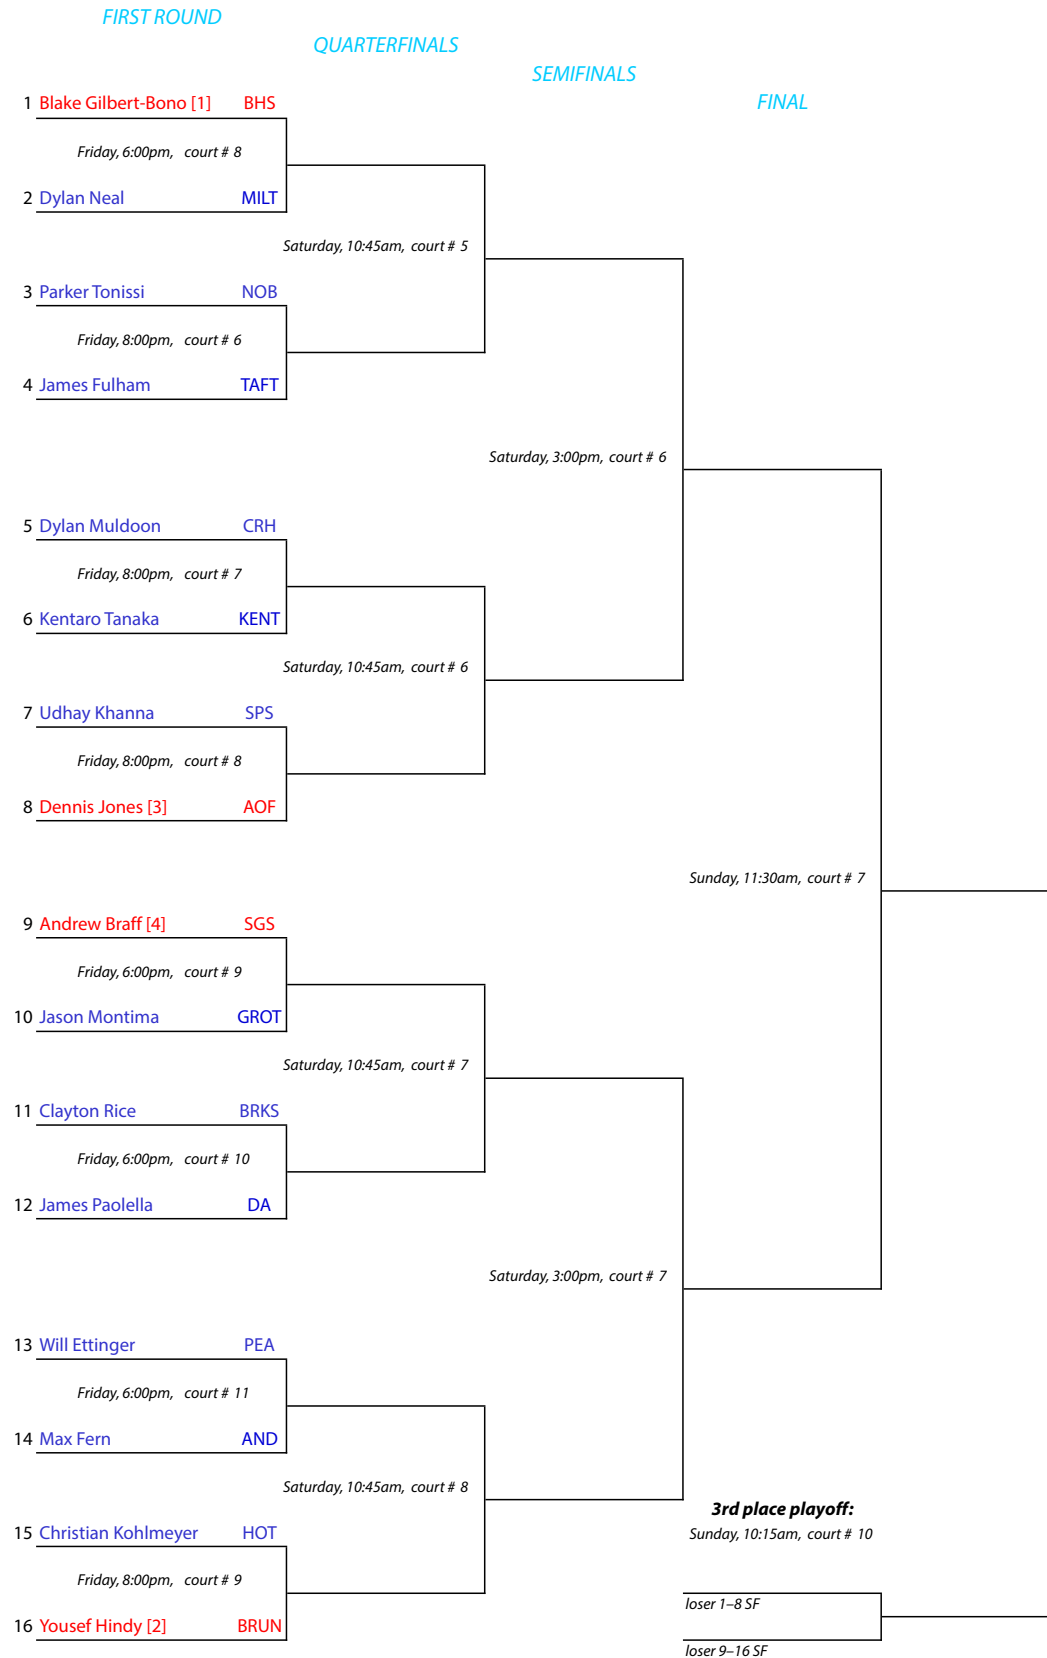 FIRST ROUND
QUARTERFINALS
SEMIFINALS
FINAL
1 Blake Gilbert-Bono [1] BHS
Friday, 6:00pm, court # 8
2 Dylan Neal MILT
Saturday, 10:45am, court # 5
3 Parker Tonissi NOB
Friday, 8:00pm, court # 6
4 James Fulham TAFT
Saturday, 3:00pm, court # 6
5 Dylan Muldoon CRH
Friday, 8:00pm, court # 7
6 Kentaro Tanaka KENT
Saturday, 10:45am, court # 6
7 Udhay Khanna SPS
Friday, 8:00pm, court # 8
8 Dennis Jones [3] AOF
Sunday, 11:30am, court # 7
9 Andrew Braff [4] SGS
Friday, 6:00pm, court # 9
10 Jason Montima GROT
Saturday, 10:45am, court # 7
11 Clayton Rice BRKS
Friday, 6:00pm, court # 10
12 James Paolella DA
Saturday, 3:00pm, court # 7
13 Will Ettinger PEA
Friday, 6:00pm, court # 11
14 Max Fern AND
Saturday, 10:45am, court # 8
3rd place playoff:
15 Christian Kohlmeyer HOT
Sunday, 10:15am, court # 10
Friday, 8:00pm, court # 9
loser 1–8 SF
16 Yousef Hindy [2] BRUN
loser 9–16 SF